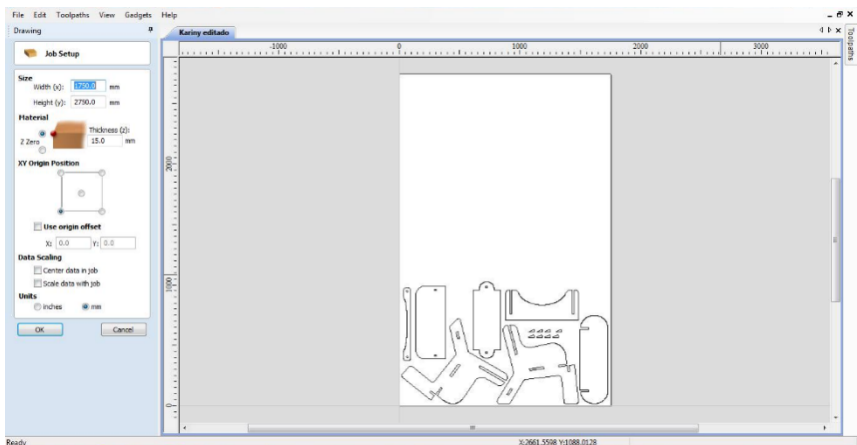 File Edit Toolpaths View Gadgets Help
Drawing
Kariny editado
Toolpaths
Job Setup
-1000 0 1000 2000 3000
Size
Width (x): 1750.0 mm
Height (y): 2750.0 mm
Material
Thickness (z):
Z Zero 15.0 mm
XY Origin Position
2000
Use origin offset
X: 0.0 Y: 0.0
Data Scaling
Center data in job
1000
Scale data with job
Units
inches mm
OK Cancel
0
Ready X:2661.5598 Y:1088.0128